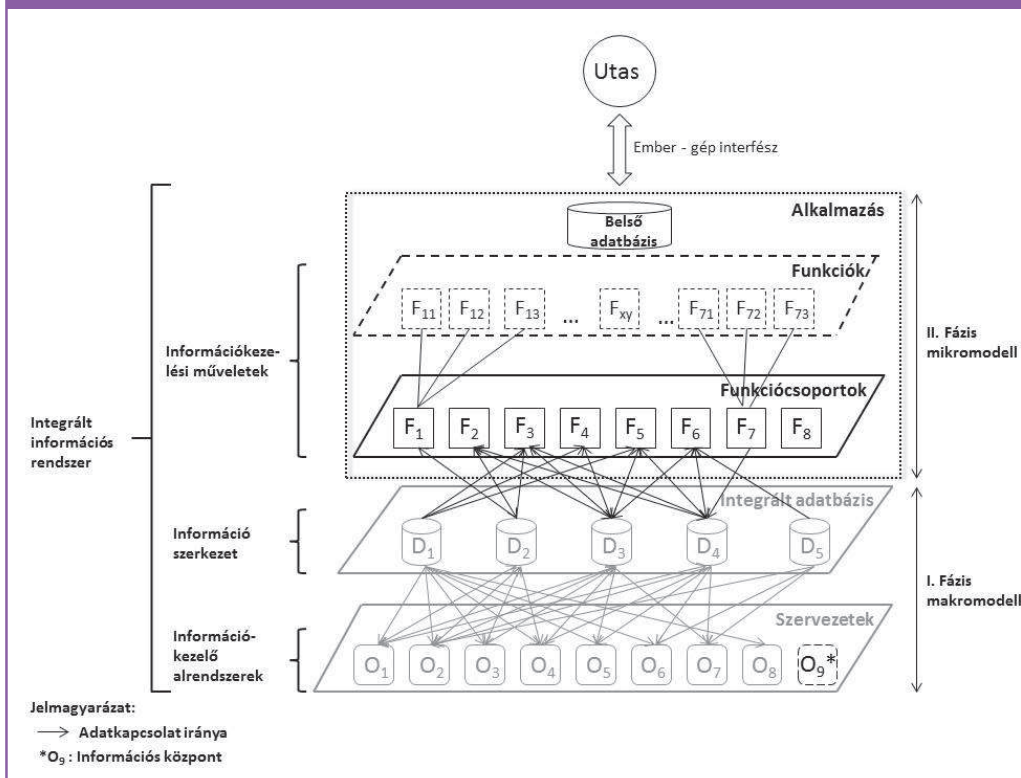 Utas
Ember - gép interfész
Alkalmazás
Belső
adatbázis
Funkciók
F11 F12 F13 ... Fxy ... F71 F72 F73
Információkeze-
lési műveletek
II. Fázis
mikromodell
Funkciócsoportok
F1 F2 F3 F4 F5 F6 F7 F8
Integrált
információs
rendszer
Integrált adatbázis
Információ
szerkezet
D1 D2 D3 D4 D5
I. Fázis
makromodell
Szervezetek
Információ-
kezelő
alrendszerek
O1 O2 O3 O4 O5 O6 O7 O8 O9*
Jelmagyarázat:
Adatkapcsolat iránya
*O9 : Információs központ